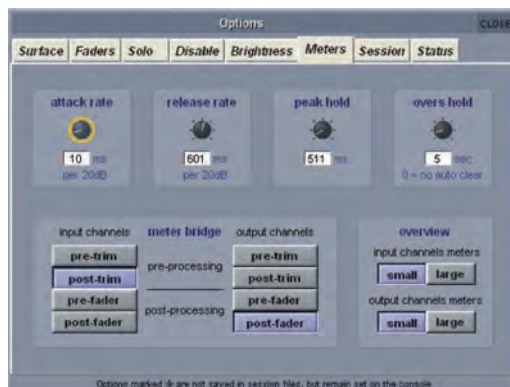 Options
CLOSE
Surface Faders Solo Disable Brightness Meters Session Status
attack rate release rate peak hold overs hold
10 ms 601 ms 511 ms 5 sec
per 20dB per 20dB 0 = no auto clear
input channels meter bridge output channels overview
pre-trim pre-trim input channels meters
post-trim pre-processing post-trim small large
pre-fader pre-fader output channels meters
post-fader post-processing post-fader small large
Options marked * are not saved in session files, but remain set on the console